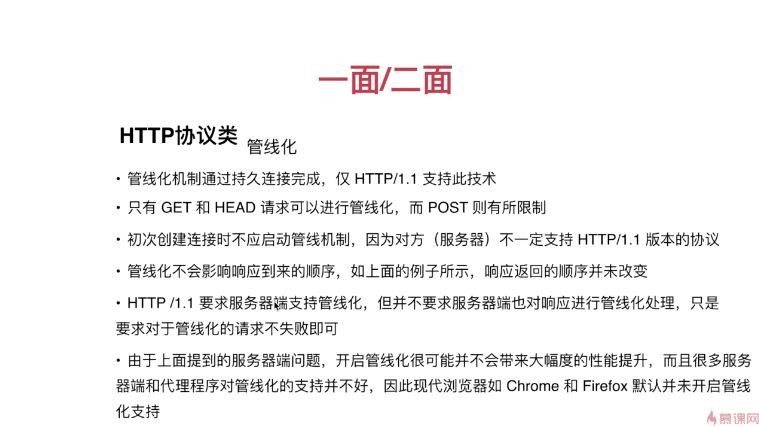 一面/二面
HTTP协议类 管线化
• 管线化机制通过持久连接完成，仅 HTTP/1.1 支持此技术
• 只有 GET 和 HEAD 请求可以进行管线化，而 POST 则有所限制
• 初次创建连接时不应启动管线机制，因为对方（服务器）不一定支持 HTTP/1.1 版本的协议
• 管线化不会影响响应到来的顺序，如上面的例子所示，响应返回的顺序并未改变
• HTTP /1.1 要求服务器端支持管线化，但并不要求服务器端也对响应进行管线化处理，只是
要求对于管线化的请求不失败即可
• 由于上面提到的服务器端问题，开启管线化很可能并不会带来大幅度的性能提升，而且很多服务
器端和代理程序对管线化的支持并不好，因此现代浏览器如 Chrome 和 Firefox 默认并未开启管线
化支持
慕课网